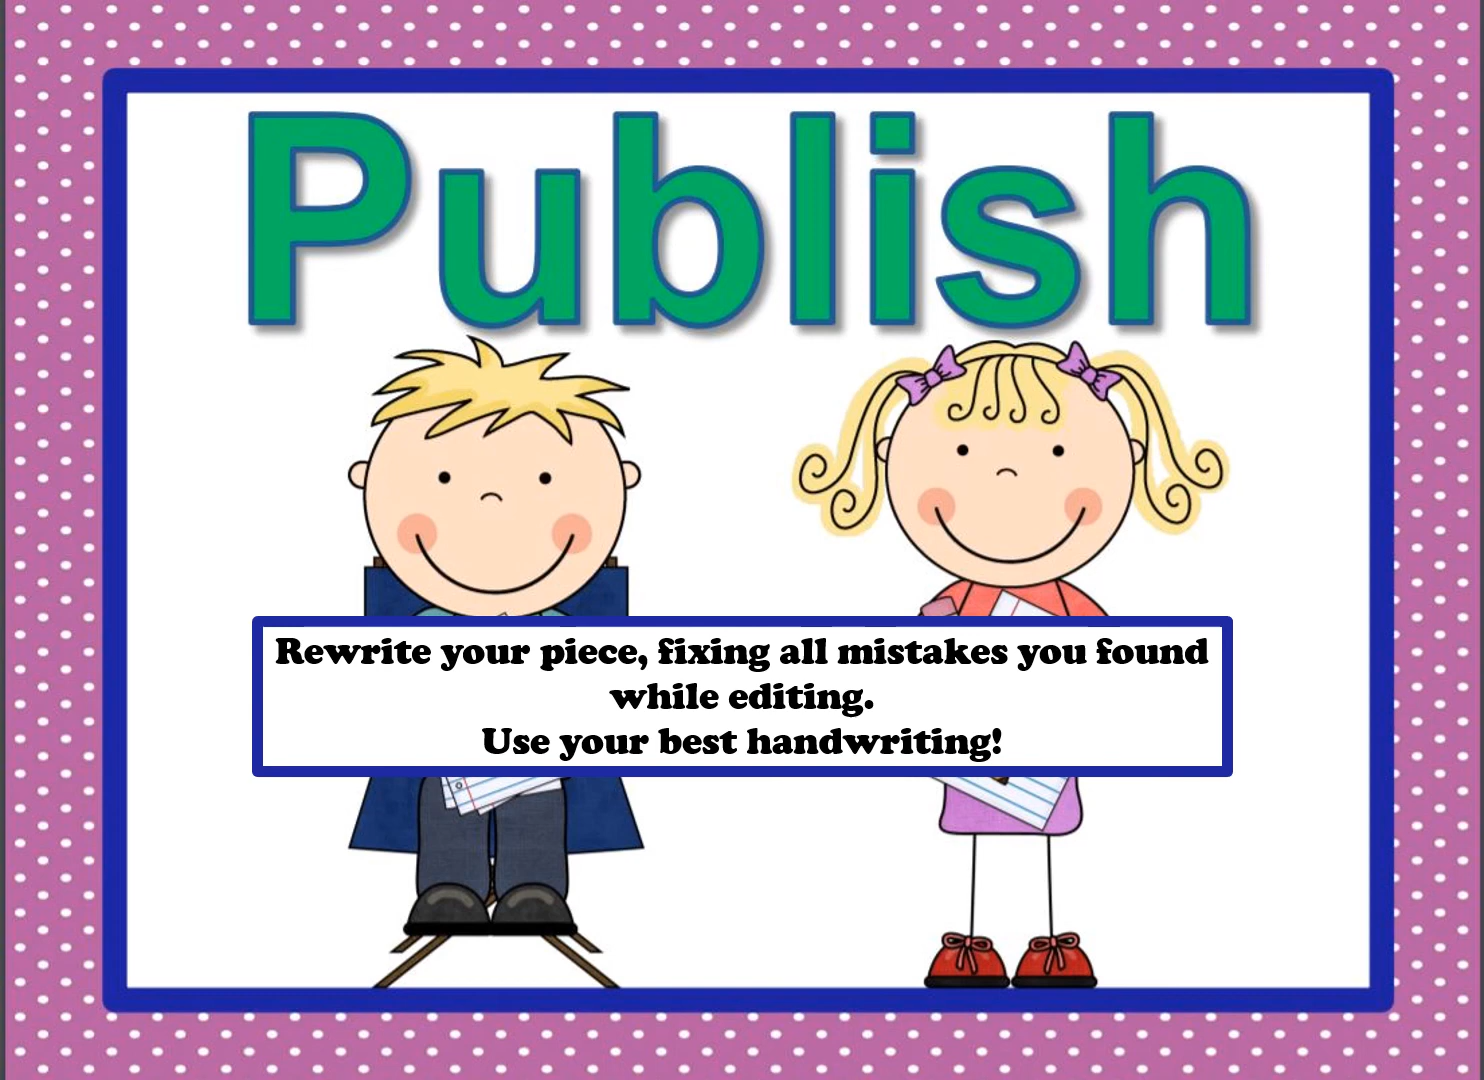 Publish
Rewrite your piece, fixing all mistakes you found
while editing.
Use your best handwriting!